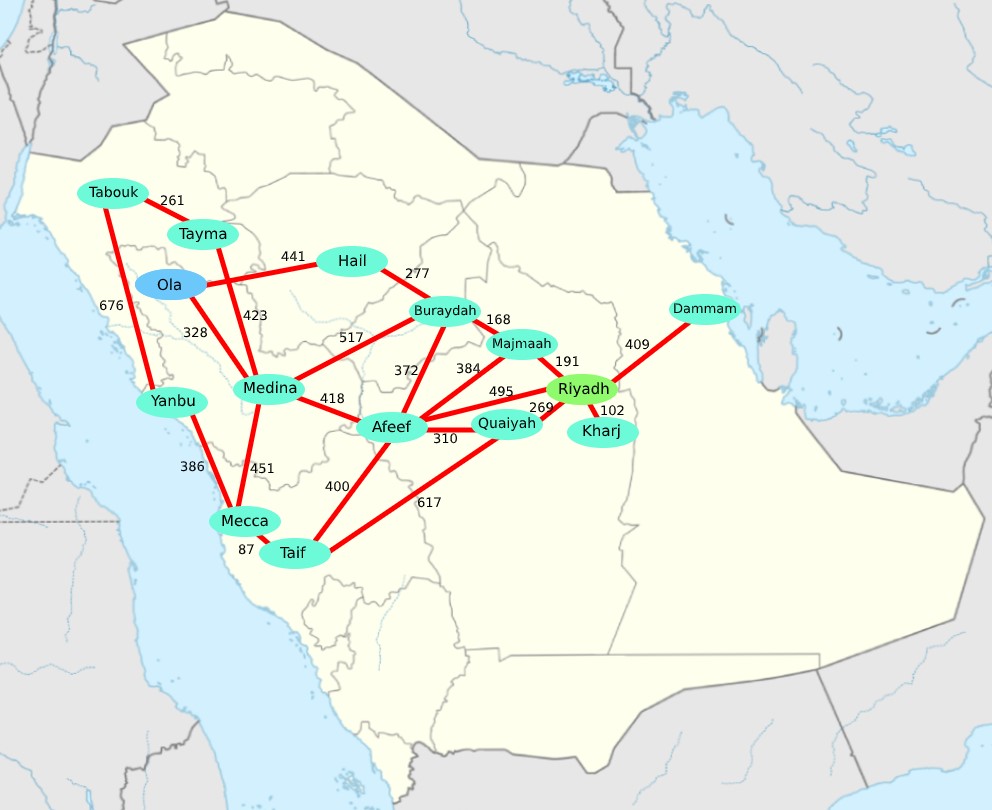 Tabouk
261
Tayma
441
Hail
Ola
277
676
423
328
Buraydah
Dammam
168
517
Majmaah
409
191
372
384
Medina
495
Riyadh
Yanbu
418
269
102
Afeef
Quaiyah
Kharj
310
386
451
400
617
Mecca
87
Taif